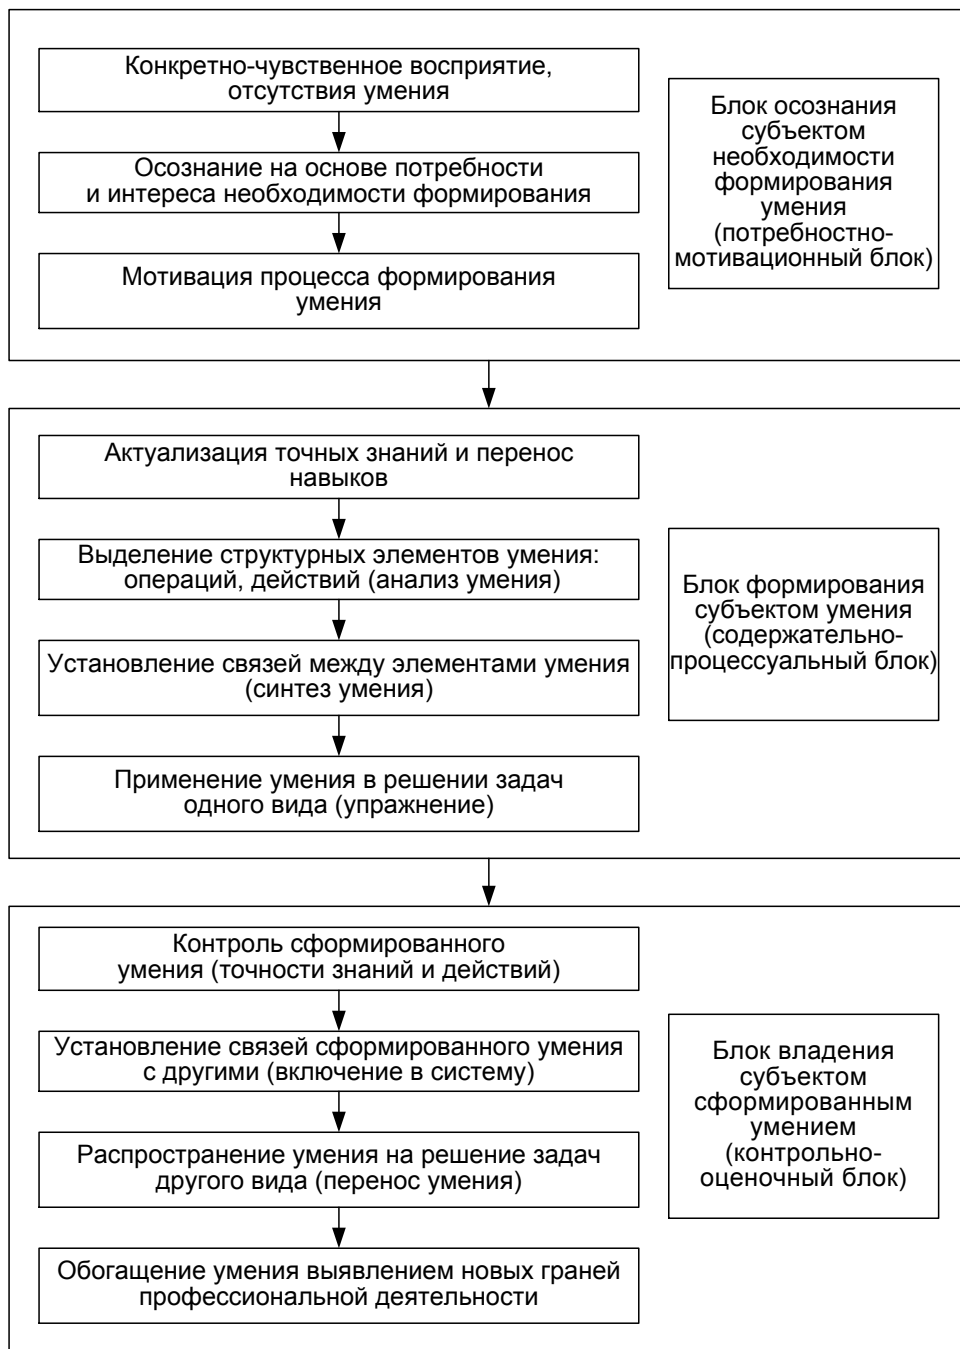 Конкретно-чувственное восприятие,
отсутствия умения
Осознание на основе потребности
и интереса необходимости формирования
Мотивация процесса формирования
умения
Блок осознания
субъектом
необходимости
формирования
умения
(потребностно-
мотивационный блок)
Актуализация точных знаний и перенос
навыков
Выделение структурных элементов умения:
операций, действий (анализ умения)
Установление связей между элементами умения
(синтез умения)
Применение умения в решении задач
одного вида (упражнение)
Блок формирования
субъектом умения
(содержательно-
процессуальный блок)
Контроль сформированного
умения (точности знаний и действий)
Установление связей сформированного умения
с другими (включение в систему)
Распространение умения на решение задач
другого вида (перенос умения)
Обогащение умения выявлением новых граней
профессиональной деятельности
Блок владения
субъектом
сформированным
умением
(контрольно-
оценочный блок)